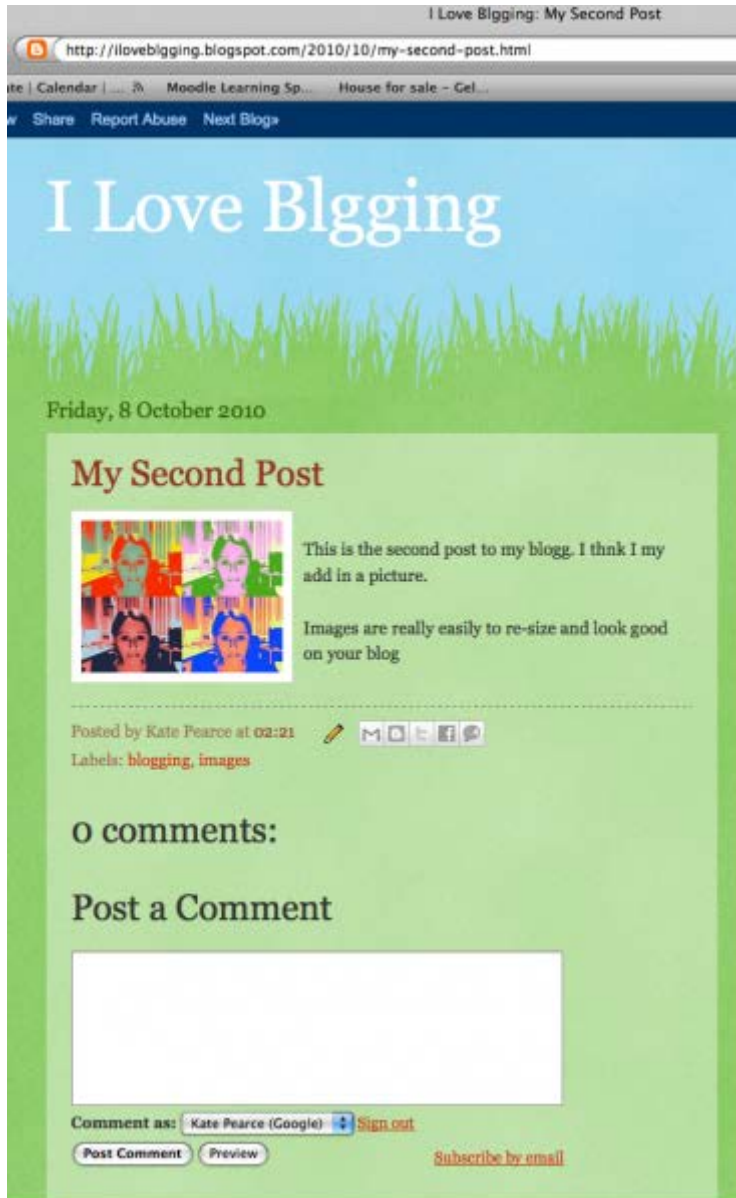 I Love Blgging: My Second Post
http://iloveblgging.blogspot.com/2010/10/my-second-post.html
Calendar | ... Moodle Learning Sp... House for sale – Gel...
Share Report Abuse Next Blog»
I Love Blgging
Friday, 8 October 2010
My Second Post
This is the second post to my blogg. I thnk I my
add in a picture.
Images are really easily to re-size and look good
on your blog
Posted by Kate Pearce at 02:21
Labels: blogging, images
0 comments:
Post a Comment
Comment as: Kate Pearce (Google) Sign out
Post Comment Preview Subscribe by email